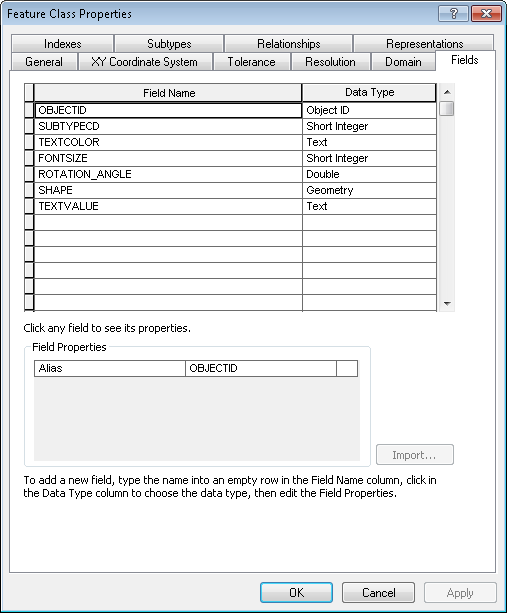 Feature Class Properties
Indexes Subtypes Relationships Representations
General XY Coordinate System Tolerance Resolution Domain Fields
Field Name Data Type
OBJECTID Object ID
SUBTYPECD Short Integer
TEXTCOLOR Text
FONTSIZE Short Integer
ROTATION_ANGLE Double
SHAPE Geometry
TEXTVALUE Text
Click any field to see its properties.
Field Properties
Alias OBJECTID
Import...
To add a new field, type the name into an empty row in the Field Name column, click in
the Data Type column to choose the data type, then edit the Field Properties.
OK Cancel Apply